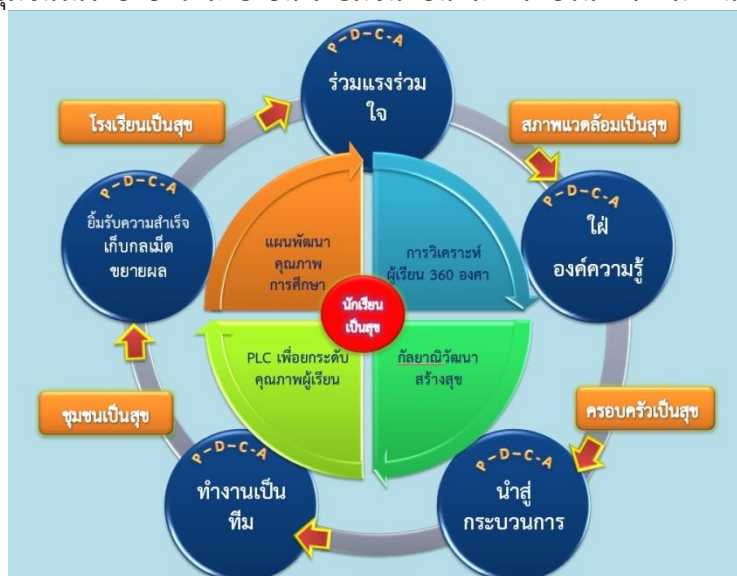 P-D-C-A
ร่วมแรงร่วม
ใจ
โรงเรียนเป็นสุข
สภาพแวดล้อมเป็นสุข
P-D-C-A
ยิ้มรับความสำเร็จ
เก็บกลเม็ด
ขยายผล
P-D-C-A
ใฝ่
องค์ความรู้
แผนพัฒนา
คุณภาพ
การศึกษา
การวิเคราะห์
ผู้เรียน 360 องศา
นักเรียน
เป็นสุข
PLC เพื่อยกระดับ
คุณภาพผู้เรียน
กัลยาณิวัฒนา
สร้างสุข
ชุมชนเป็นสุข
ครอบครัวเป็นสุข
P-D-C-A
ทำงานเป็น
ทีม
P-D-C-A
นำสู่
กระบวนการ